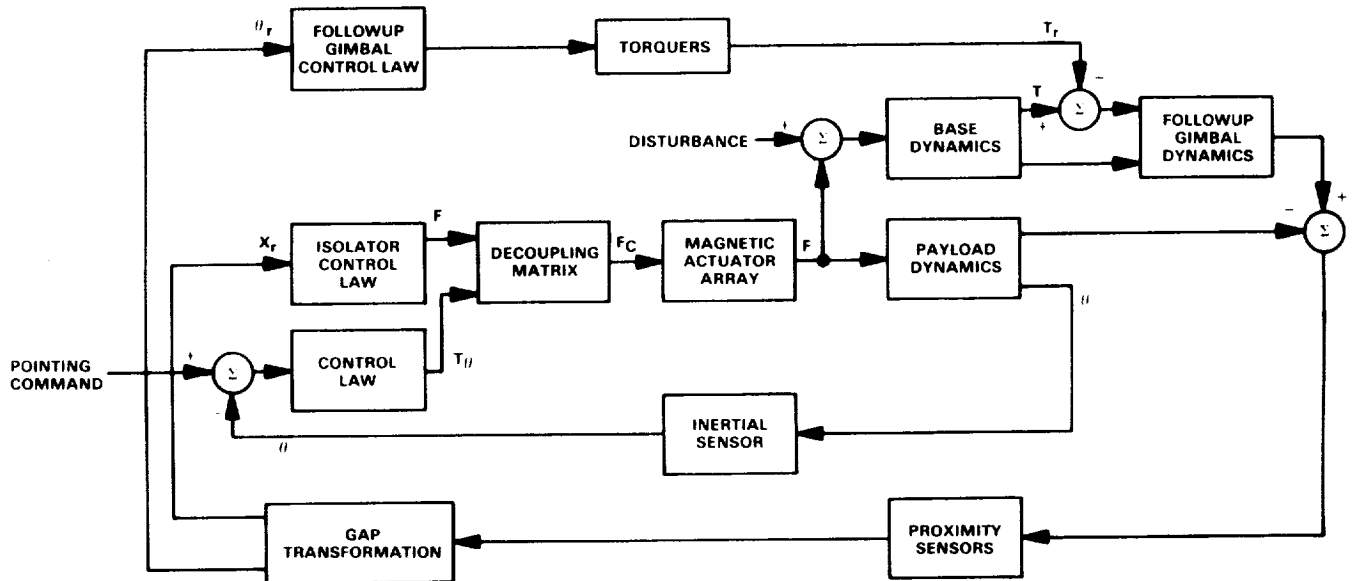 θr
FOLLOWUP
GIMBAL
CONTROL LAW
TORQUERS
Tr
-
Σ
T
+
DISTURBANCE
+
Σ
BASE
DYNAMICS
FOLLOWUP
GIMBAL
DYNAMICS
+
-
Σ
Xr
ISOLATOR
CONTROL
LAW
F
DECOUPLING
MATRIX
FC
MAGNETIC
ACTUATOR
ARRAY
F
PAYLOAD
DYNAMICS
θ
POINTING
COMMAND
+
Σ
-
CONTROL
LAW
Tθ
θ
INERTIAL
SENSOR
GAP
TRANSFORMATION
PROXIMITY
SENSORS